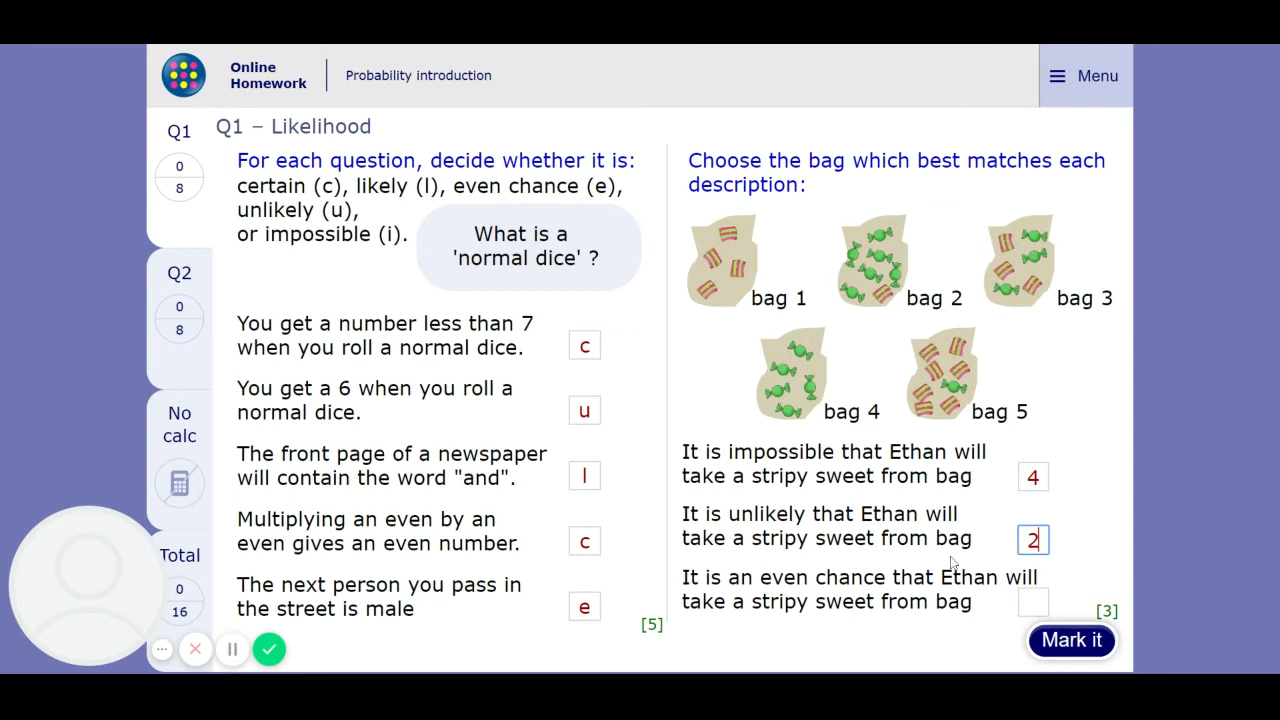 Online
Homework
Probability introduction
Menu
Q1
0
8
Q2
0
8
No
calc
Total
0
16
Q1 – Likelihood
For each question, decide whether it is:
certain (c), likely (l), even chance (e),
unlikely (u),
or impossible (i).
What is a
'normal dice' ?
You get a number less than 7
when you roll a normal dice.
c
You get a 6 when you roll a
normal dice.
u
The front page of a newspaper
will contain the word "and".
l
Multiplying an even by an
even gives an even number.
c
The next person you pass in
the street is male
e
[5]
Choose the bag which best matches each
description:
bag 1
bag 2
bag 3
bag 4
bag 5
It is impossible that Ethan will
take a stripy sweet from bag
4
It is unlikely that Ethan will
take a stripy sweet from bag
2
It is an even chance that Ethan will
take a stripy sweet from bag
[3]
Mark it